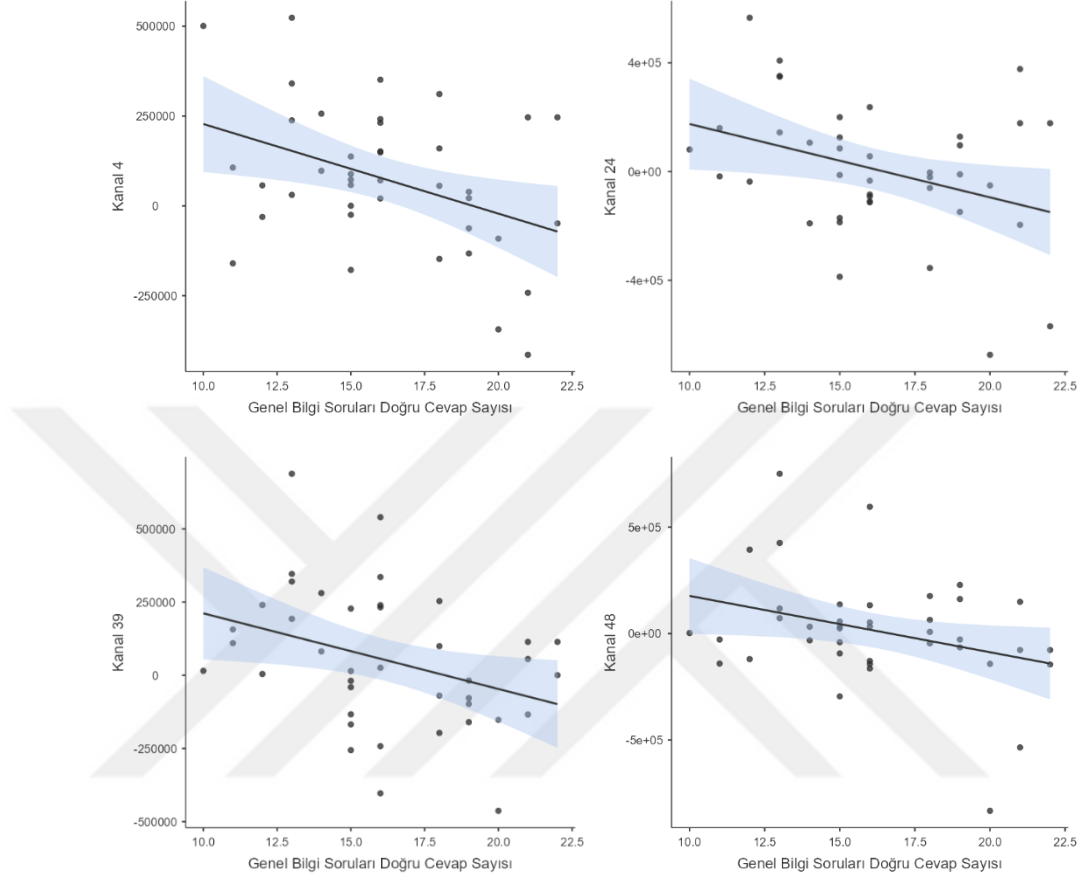 Kanal 4
500000
250000
0
-250000
10.0 12.5 15.0 17.5 20.0 22.5
Genel Bilgi Soruları Doğru Cevap Sayısı
Kanal 24
4e+05
0e+00
-4e+05
10.0 12.5 15.0 17.5 20.0 22.5
Genel Bilgi Soruları Doğru Cevap Sayısı
Kanal 39
500000
250000
0
-250000
-500000
10.0 12.5 15.0 17.5 20.0 22.5
Genel Bilgi Soruları Doğru Cevap Sayısı
Kanal 48
5e+05
0e+00
-5e+05
10.0 12.5 15.0 17.5 20.0 22.5
Genel Bilgi Soruları Doğru Cevap Sayısı